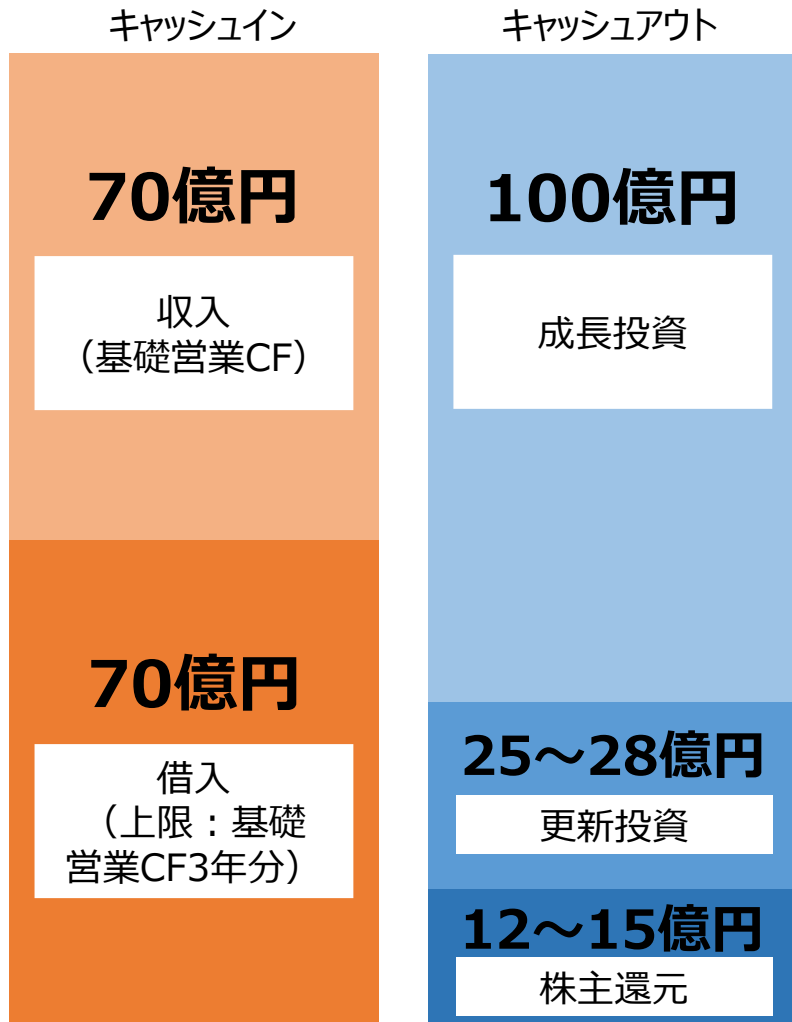 キャッシュイン
70億円
収入
（基礎営業CF）
70億円
借入
（上限：基礎
営業CF3年分）
キャッシュアウト
100億円
成長投資
25～28億円
更新投資
12～15億円
株主還元